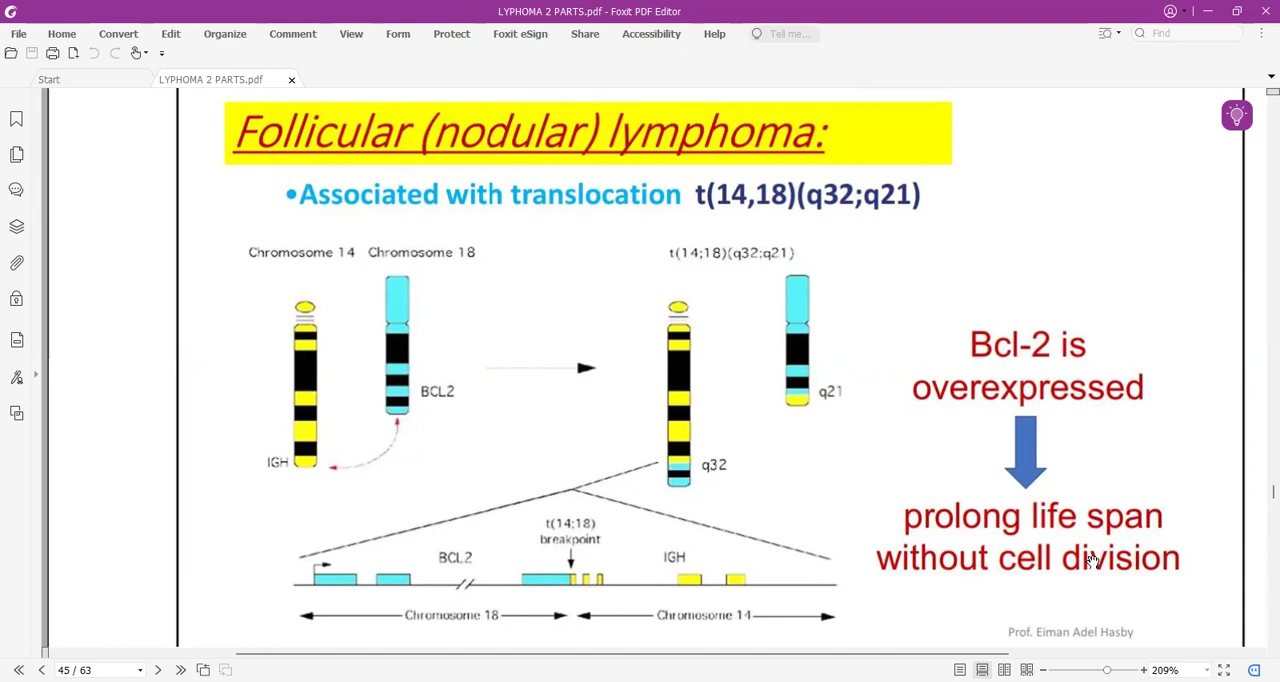 LYPHOMA 2 PARTS.pdf - Foxit PDF Editor
File Home Convert Edit Organize Comment View Form Protect Foxit eSign Share Accessibility Help Tell me... Find
Start LYPHOMA 2 PARTS.pdf
Follicular (nodular) lymphoma:
•Associated with translocation t(14,18)(q32;q21)
Chromosome 14 Chromosome 18 t(14;18)(q32;q21)
Bcl-2 is
overexpressed
BCL2 q21
IGH q32
prolong life span
without cell division
t(14;18)
breakpoint
BCL2 IGH
Chromosome 18 Chromosome 14
Prof. Eiman Adel Hasby
45 / 63 209%